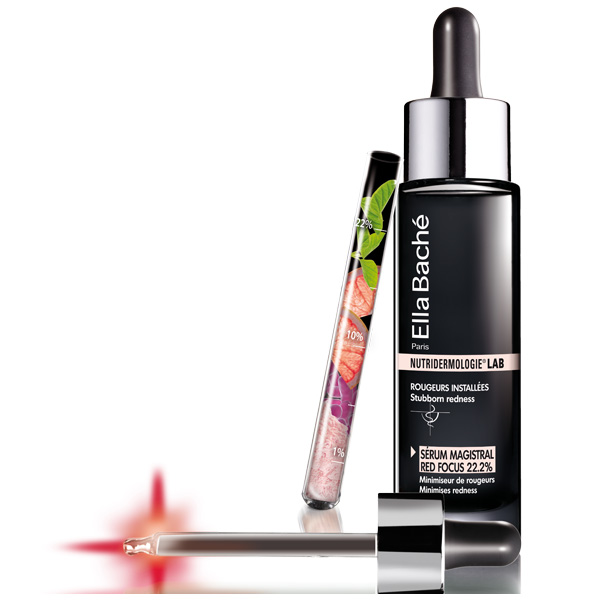 22%
10%
1%
Ella Baché
Paris
NUTRIDERMOLOGIE® LAB
ROUGEURS INSTALLÉES
Stubborn redness
SÉRUM MAGISTRAL
RED FOCUS 22.2%
Minimiseur de rougeurs
Minimises redness